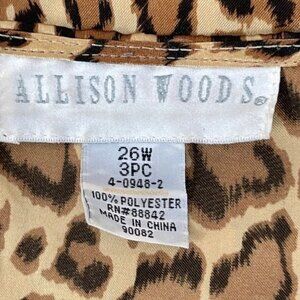 ALLISON WOODS®
26W
3PC
4-0948-2
100% POLYESTER
RN#88842
MADE IN CHINA
90082